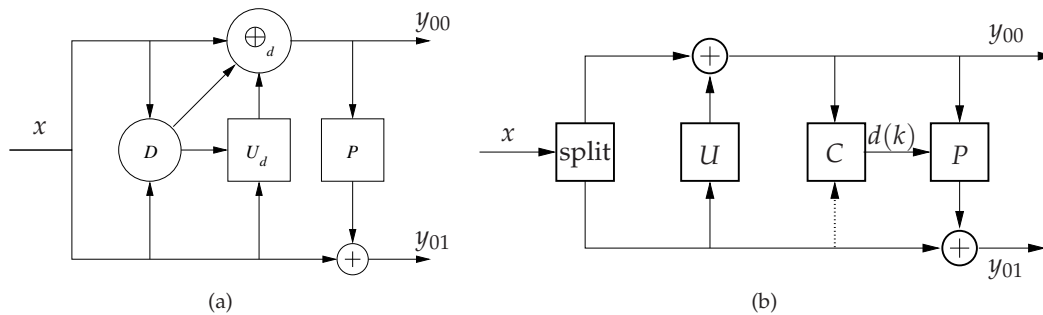 x
D
⊕d
Ud
P
y00
+
y01
(a)
x
split
+
U
C
d(k)
P
y00
+
y01
(b)